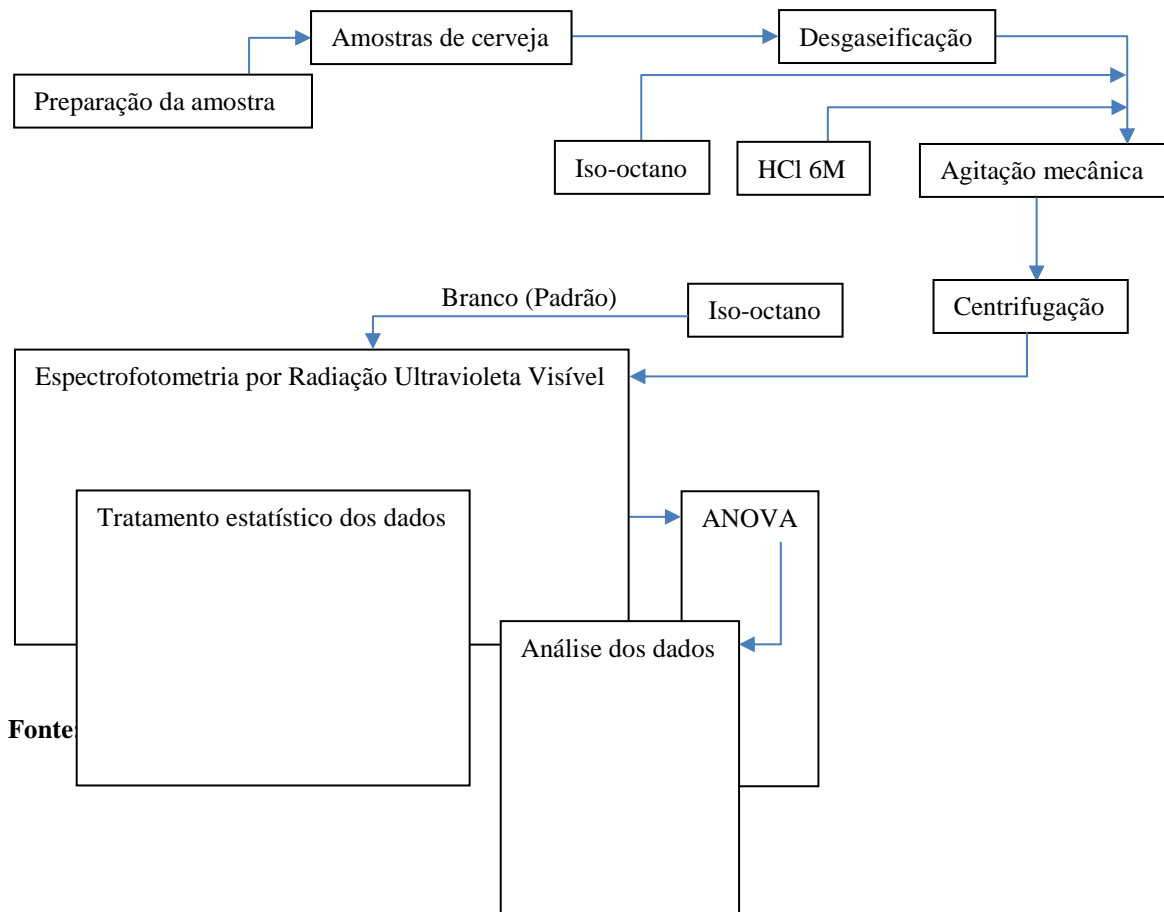 Preparação da amostra
Amostras de cerveja
Desgaseificação
Iso-octano
HCl 6M
Agitação mecânica
Centrifugação
Branco (Padrão)
Iso-octano
Espectrofotometria por Radiação Ultravioleta Visível
Tratamento estatístico dos dados
ANOVA
Análise dos dados
Fonte: